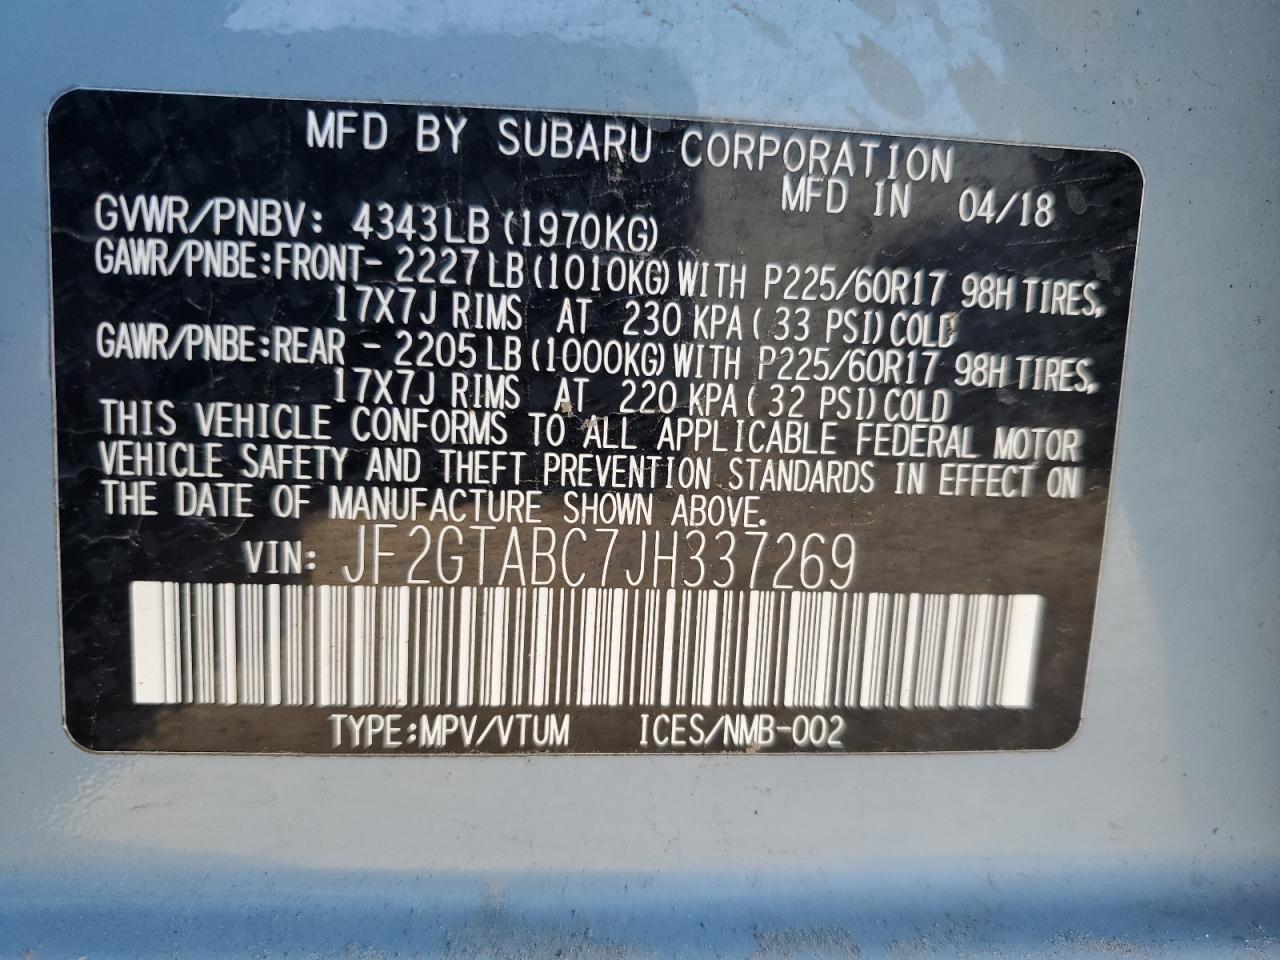 MFD BY SUBARU CORPORATION
MFD IN 04/18
GVWR/PNBV: 4343LB (1970KG)
GAWR/PNBE:FRONT- 2227LB (1010KG) WITH P225/60R17 98H TIRES,
17X7J RIMS AT 230 KPA ( 33 PSI) COLD
GAWR/PNBE:REAR - 2205LB (1000KG) WITH P225/60R17 98H TIRES,
17X7J RIMS AT 220 KPA ( 32 PSI) COLD
THIS VEHICLE CONFORMS TO ALL APPLICABLE FEDERAL MOTOR
VEHICLE SAFETY AND THEFT PREVENTION STANDARDS IN EFFECT ON
THE DATE OF MANUFACTURE SHOWN ABOVE.
VIN: JF2GTABC7JH337269
TYPE:MPV/VTUM ICES/NMB-002